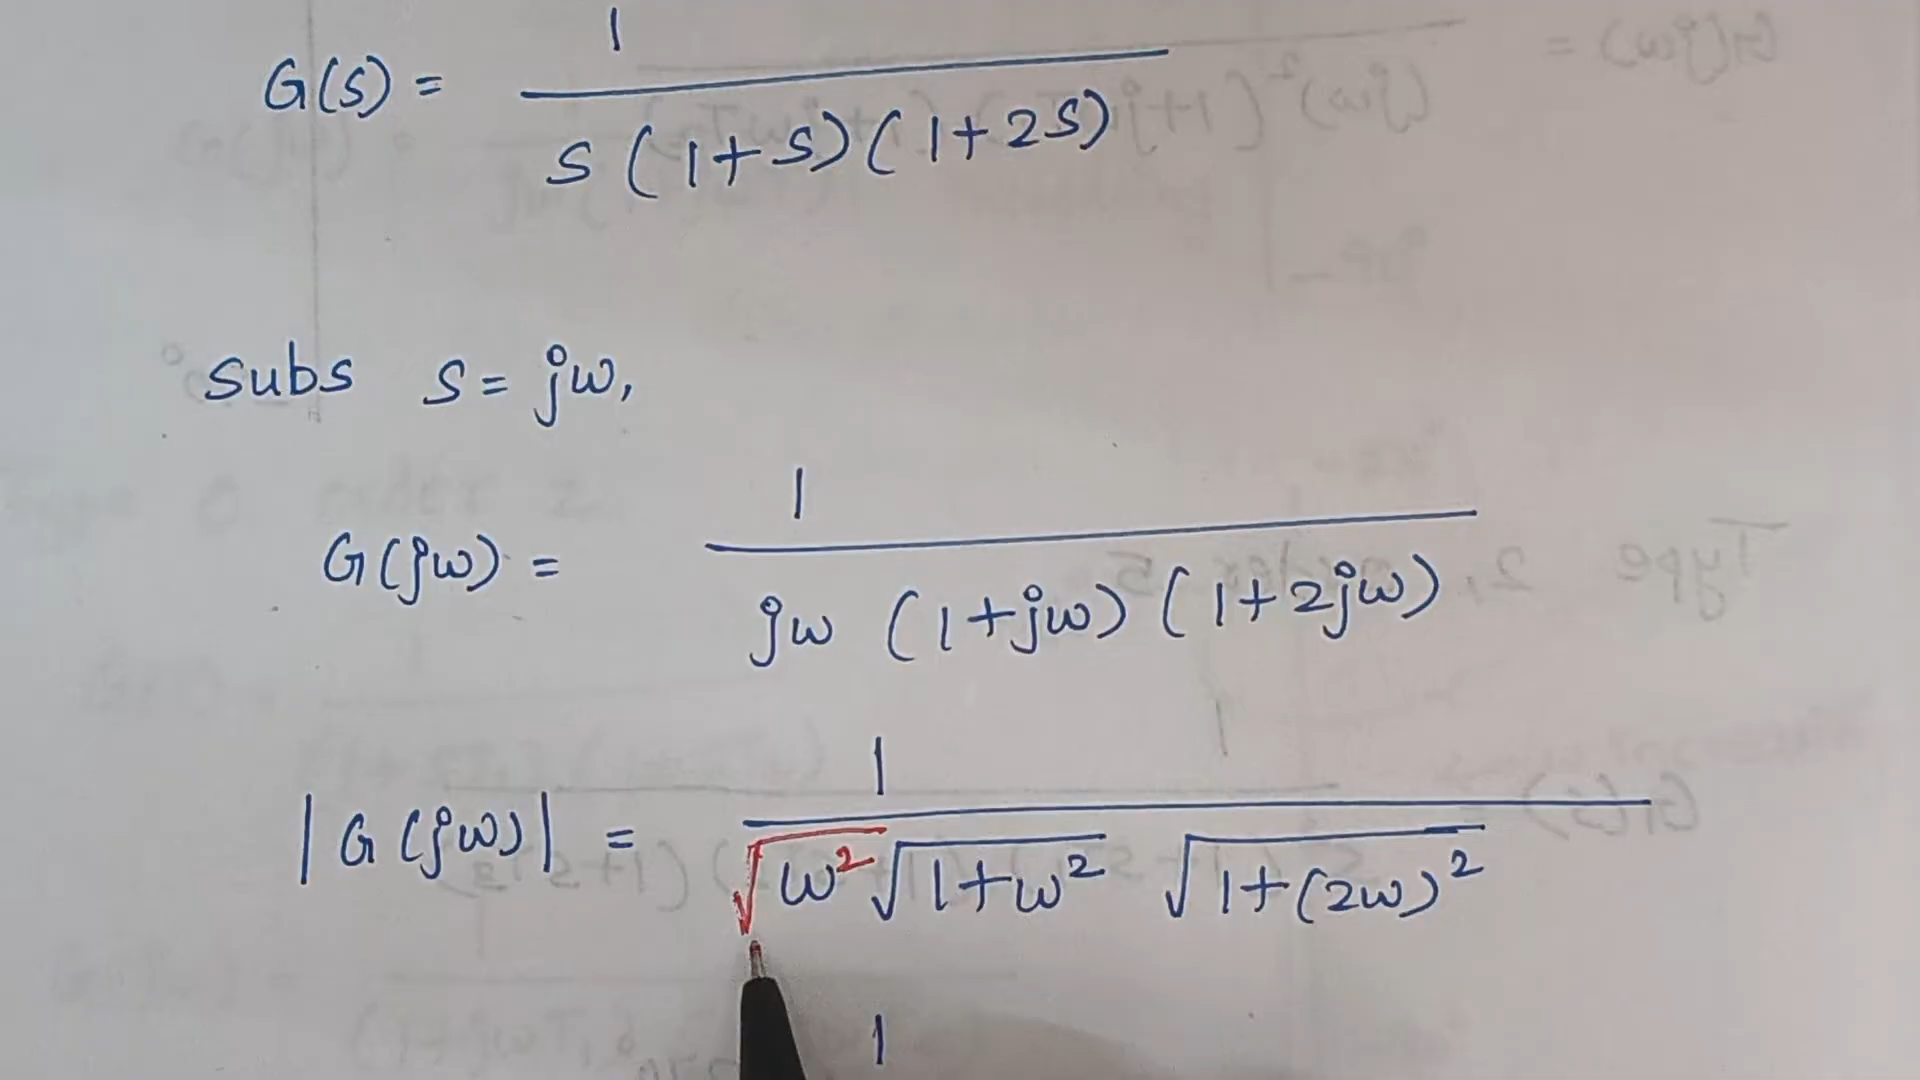 G(s) = 1 / s (1+s)(1+2s)
subs s = jω,
G(jω) = 1 / jω (1+jω)(1+2jω)
|G(jω)| = 1 / √ω² √1+ω² √1+(2ω)²
1